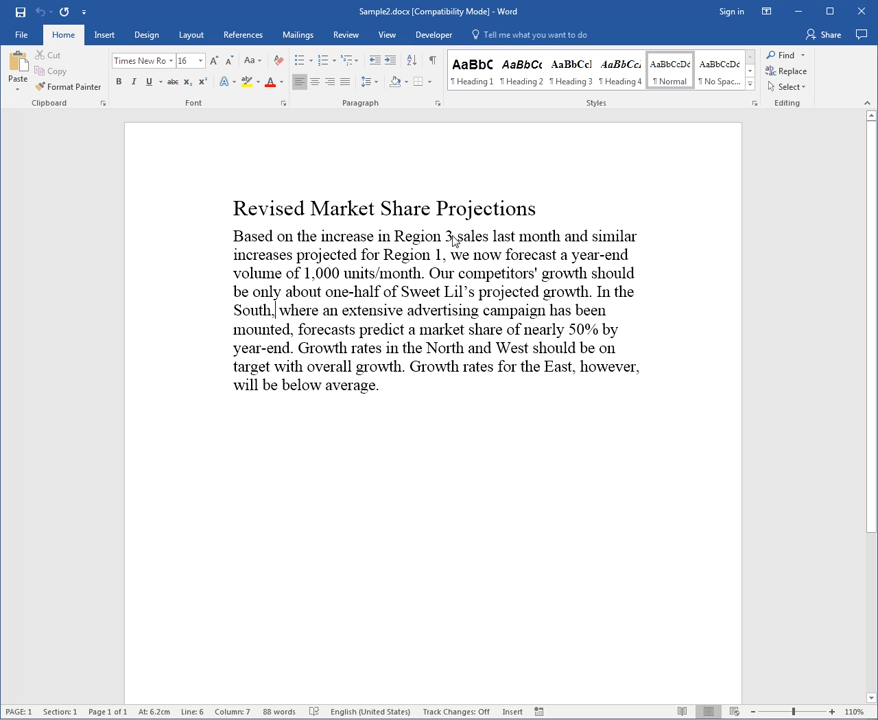 Sample2.docx [Compatibility Mode] - Word
Sign in
File Home Insert Design Layout References Mailings Review View Developer Tell me what you want to do Share
Cut
Copy
Format Painter
Paste
Clipboard
Times New Ro 16
Aa
B I U abc X₂ X²
A A
Font
Paragraph
AaBbC AaBbCc AaBbCcI AaBbCcI AaBbCcDc AaBbCcDc
¶ Heading 1 ¶ Heading 2 ¶ Heading 3 ¶ Heading 4 ¶ Normal ¶ No Spac...
Styles
Find
Replace
Select
Editing
Revised Market Share Projections
Based on the increase in Region 3 sales last month and similar
increases projected for Region 1, we now forecast a year-end
volume of 1,000 units/month. Our competitors' growth should
be only about one-half of Sweet Lil’s projected growth. In the
South, where an extensive advertising campaign has been
mounted, forecasts predict a market share of nearly 50% by
year-end. Growth rates in the North and West should be on
target with overall growth. Growth rates for the East, however,
will be below average.
PAGE: 1 Section: 1 Page 1 of 1 At: 6.2cm Line: 6 Column: 7 88 words English (United States) Track Changes: Off Insert 110%